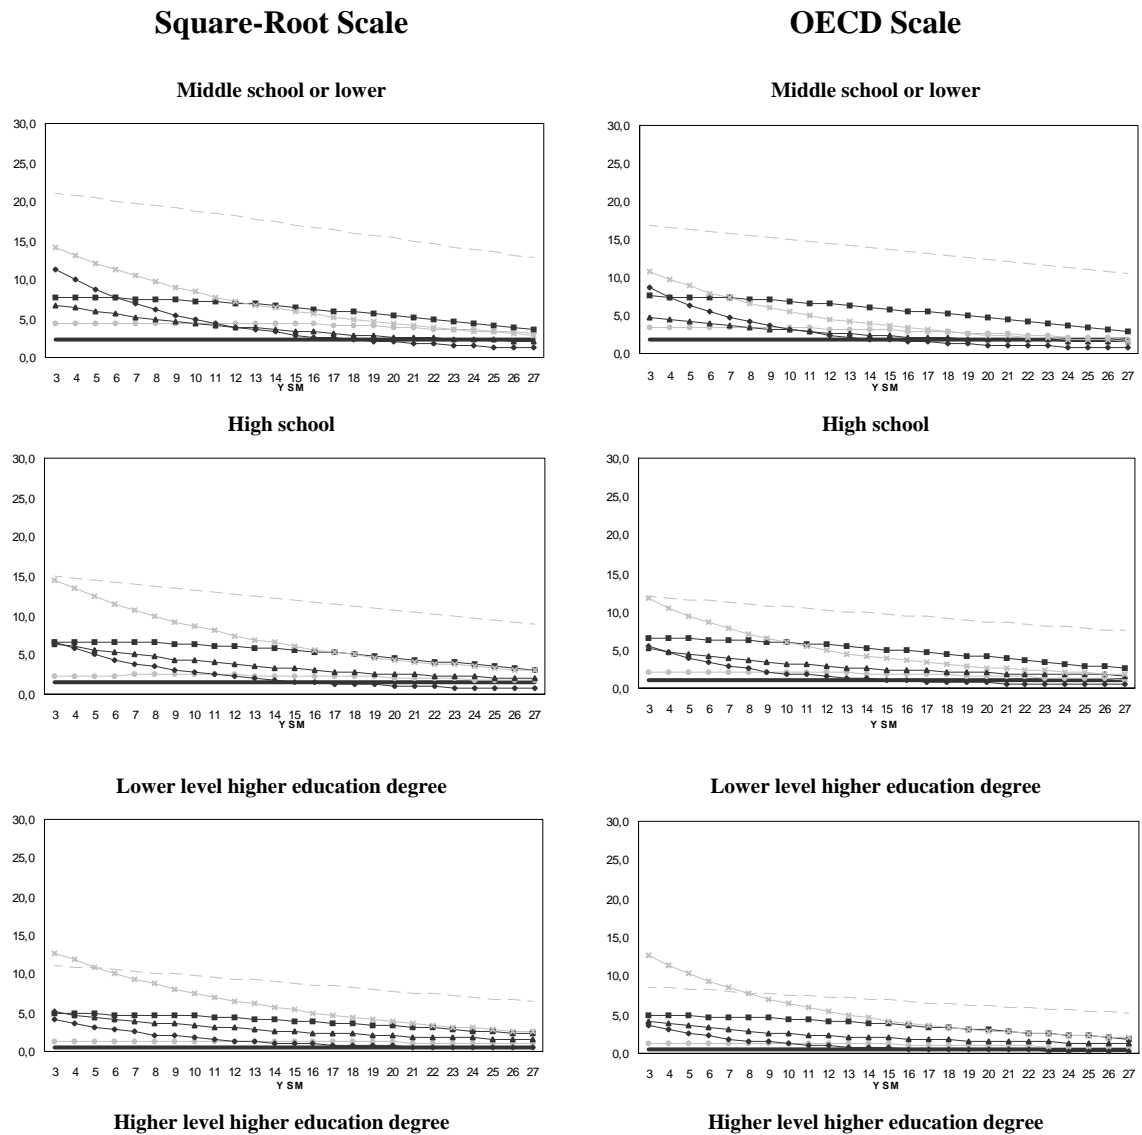 Square-Root Scale
OECD Scale
Middle school or lower
Middle school or lower
30,0
25,0
20,0
15,0
10,0
5,0
0,0
3 4 5 6 7 8 9 10 11 12 13 14 15 16 17 18 19 20 21 22 23 24 25 26 27
Y SM
30,0
25,0
20,0
15,0
10,0
5,0
0,0
3 4 5 6 7 8 9 10 11 12 13 14 15 16 17 18 19 20 21 22 23 24 25 26 27
Y SM
High school
High school
30,0
25,0
20,0
15,0
10,0
5,0
0,0
3 4 5 6 7 8 9 10 11 12 13 14 15 16 17 18 19 20 21 22 23 24 25 26 27
Y SM
30,0
25,0
20,0
15,0
10,0
5,0
0,0
3 4 5 6 7 8 9 10 11 12 13 14 15 16 17 18 19 20 21 22 23 24 25 26 27
Y SM
Lower level higher education degree
Lower level higher education degree
30,0
25,0
20,0
15,0
10,0
5,0
0,0
3 4 5 6 7 8 9 10 11 12 13 14 15 16 17 18 19 20 21 22 23 24 25 26 27
Y SM
30,0
25,0
20,0
15,0
10,0
5,0
0,0
3 4 5 6 7 8 9 10 11 12 13 14 15 16 17 18 19 20 21 22 23 24 25 26 27
Y SM
Higher level higher education degree
Higher level higher education degree